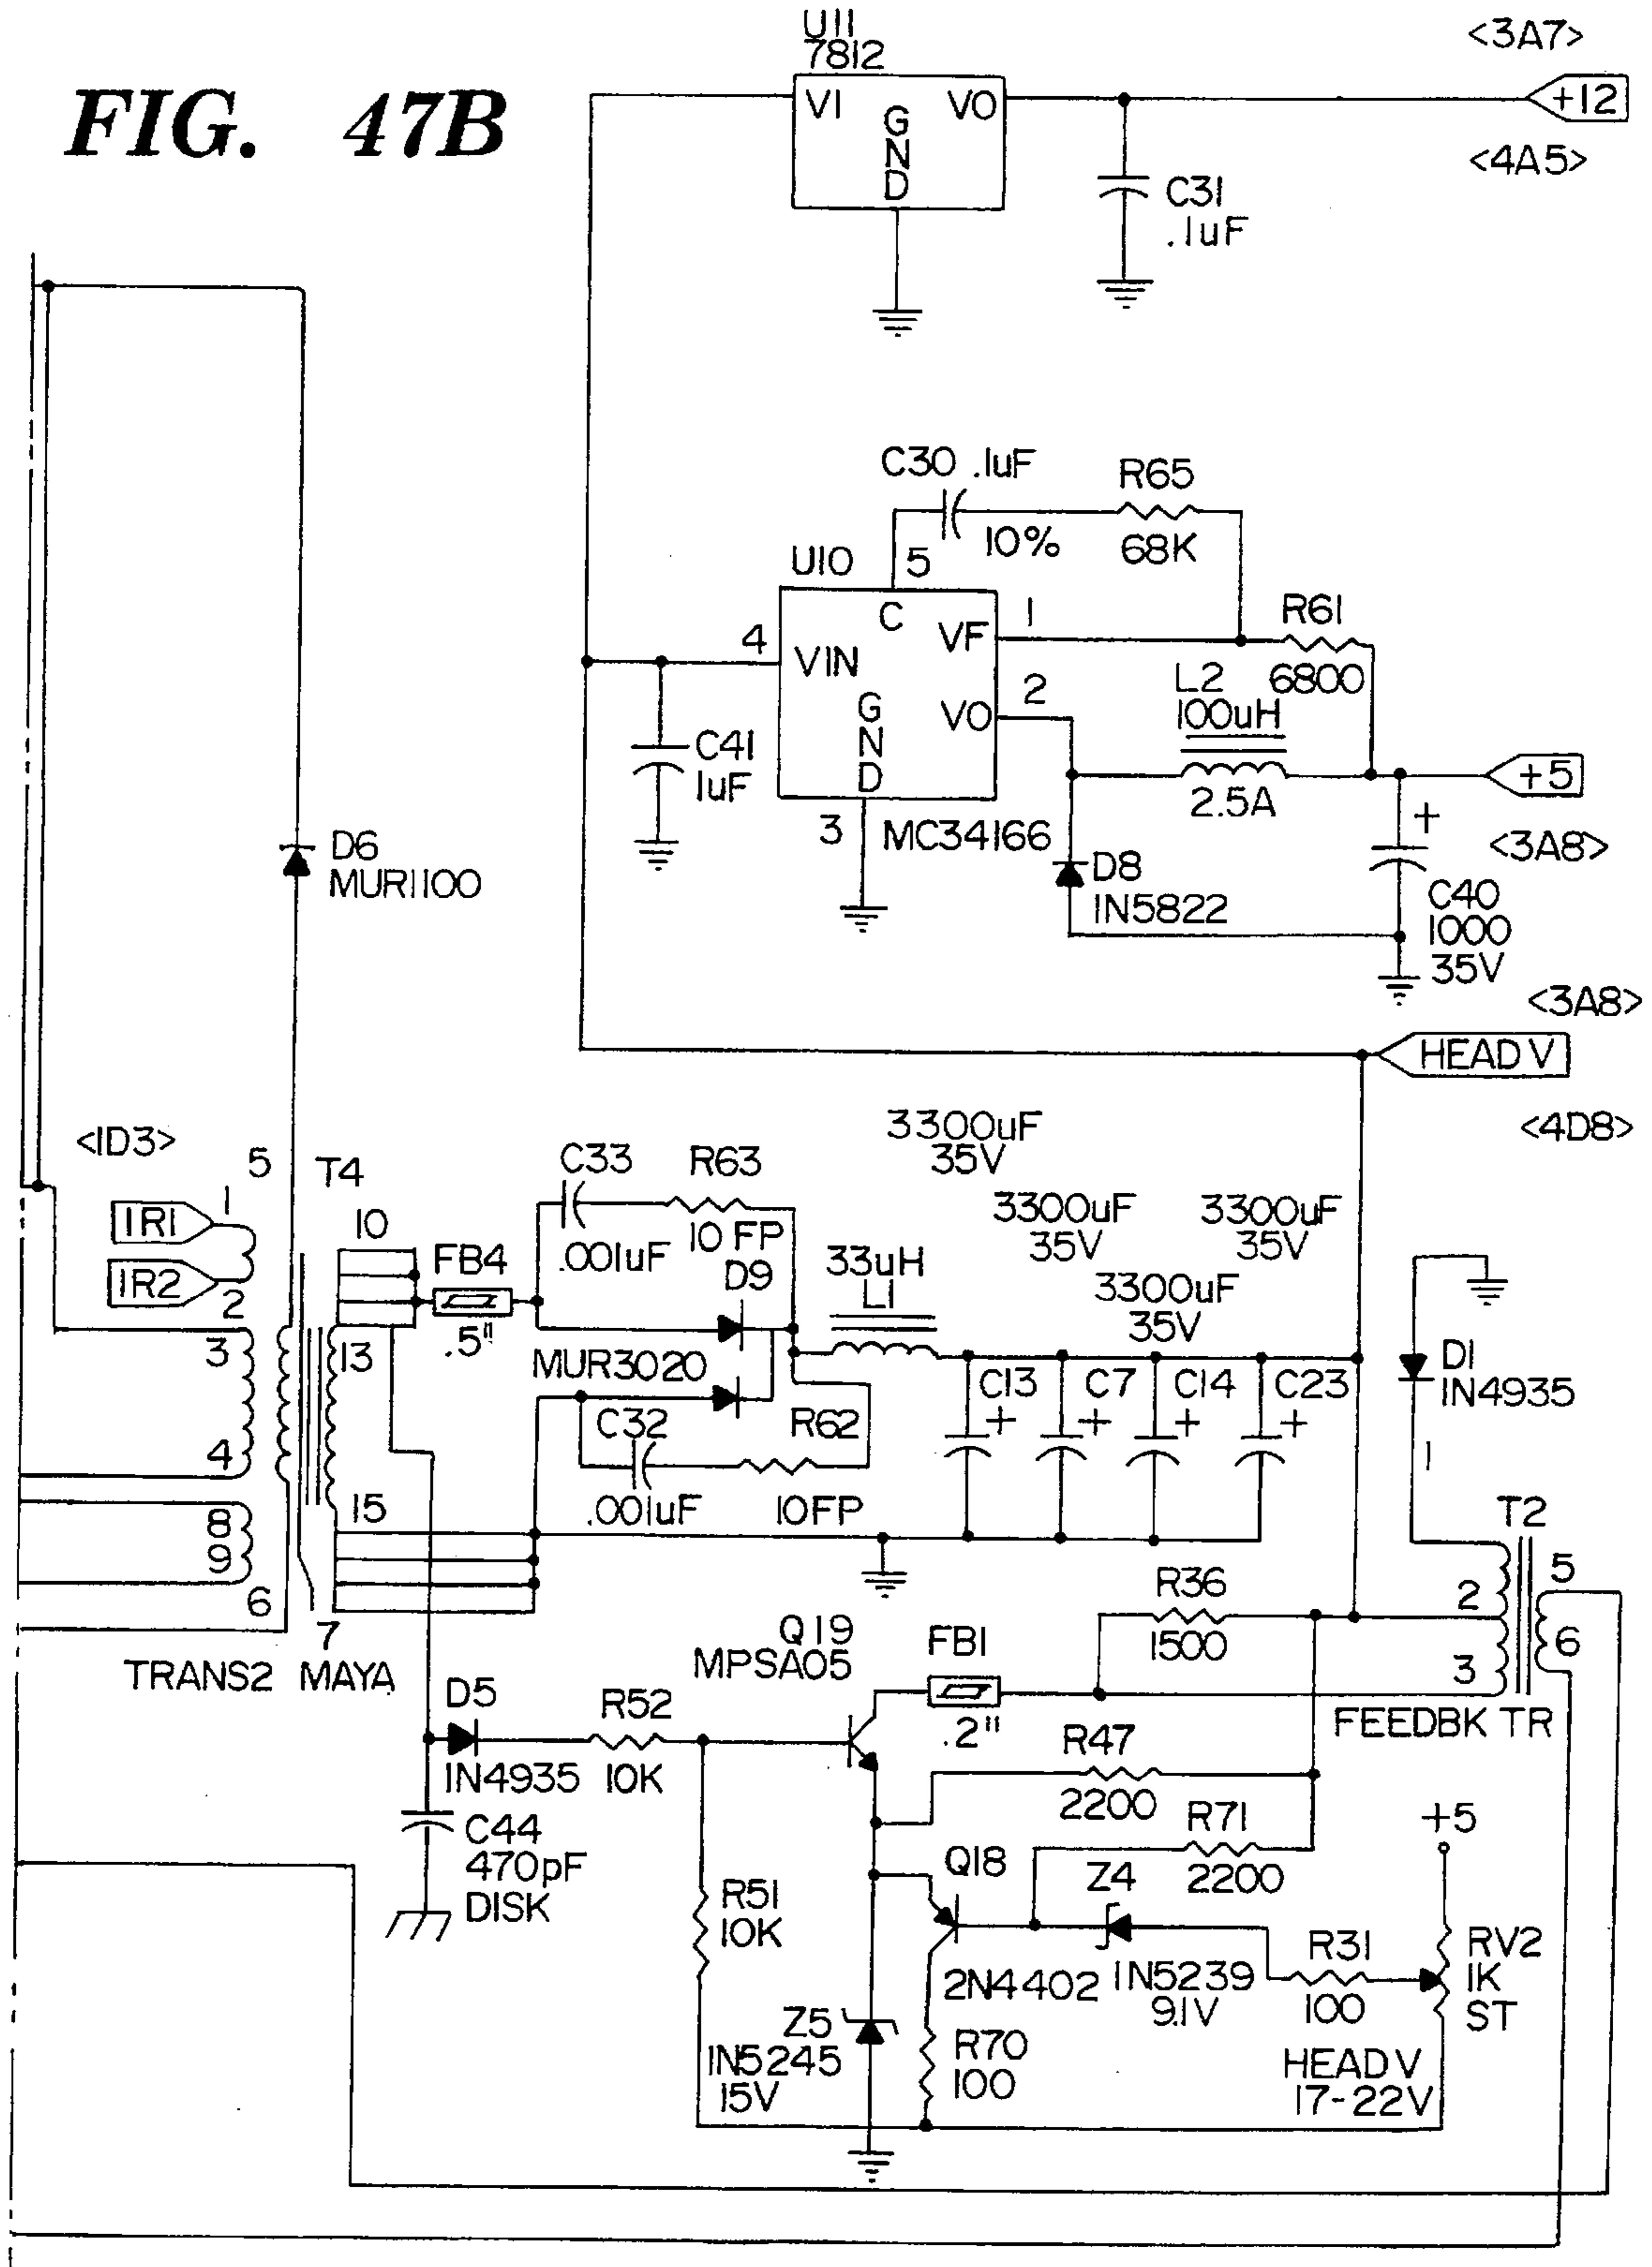 FIG. 47B
U11
7812
VI
VO
GND
<3A7>
+12
<4A5>
C31
.1uF
C30 .1uF
10%
R65
68K
U10
5
C
4
VIN
VF
1
GND
VO
2
3
MC34166
R61
6800
L2
100uH
2.5A
C41
1uF
+5
<3A8>
+
C40
1000
35V
D8
IN5822
D6
MUR1100
<3A8>
HEAD V
<4D8>
<1D3>
5
T4
1
1R1
1R2
2
3
4
8
9
6
7
10
13
15
TRANS2 MAYA
FB4
.5"
C33
.001uF
R63
10 FP
D9
MUR3020
C32
.001uF
R62
10FP
33uH
L1
3300uF
35V
3300uF
35V
3300uF
35V
3300uF
35V
C13
+
C7
+
C14
+
C23
+
D1
IN4935
1
T2
2
3
5
6
FEEDBK TR
R36
1500
Q19
MPSA05
FB1
.2"
D5
IN4935
R52
10K
R47
2200
R71
2200
C44
470pF
DISK
R51
10K
Q18
2N4402
Z4
1N5239
9.1V
R31
100
+5
RV2
1K
ST
Z5
IN5245
15V
R70
100
HEAD V
17-22V